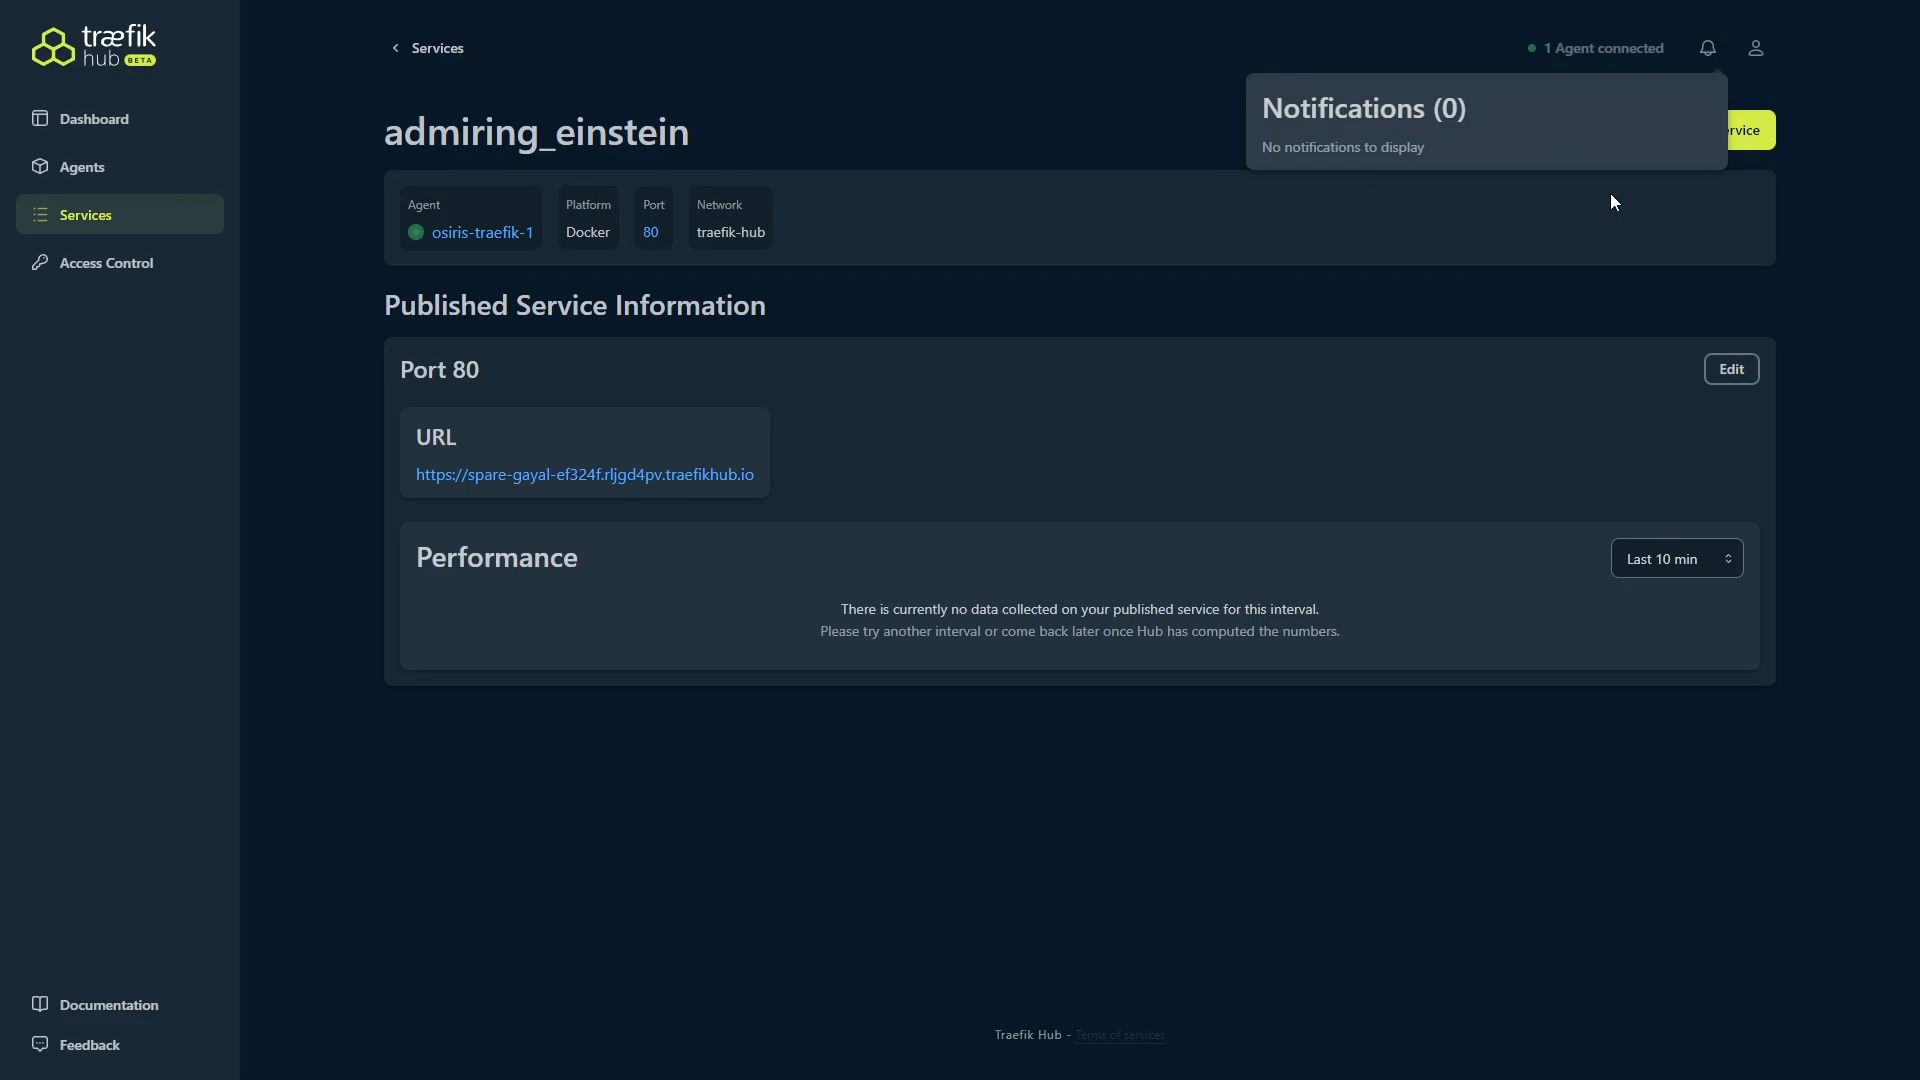 træfik
hub BETA
Dashboard
Agents
Services
Access Control
Documentation
Feedback
Services
1 Agent connected
Notifications (0)
No notifications to display
admiring_einstein
rvice
Agent
osiris-traefik-1
Platform
Docker
Port
80
Network
traefik-hub
Published Service Information
Port 80
Edit
URL
https://spare-gayal-ef324f.rljgd4pv.traefikhub.io
Performance
Last 10 min
There is currently no data collected on your published service for this interval.
Please try another interval or come back later once Hub has computed the numbers.
Traefik Hub - Terms of services